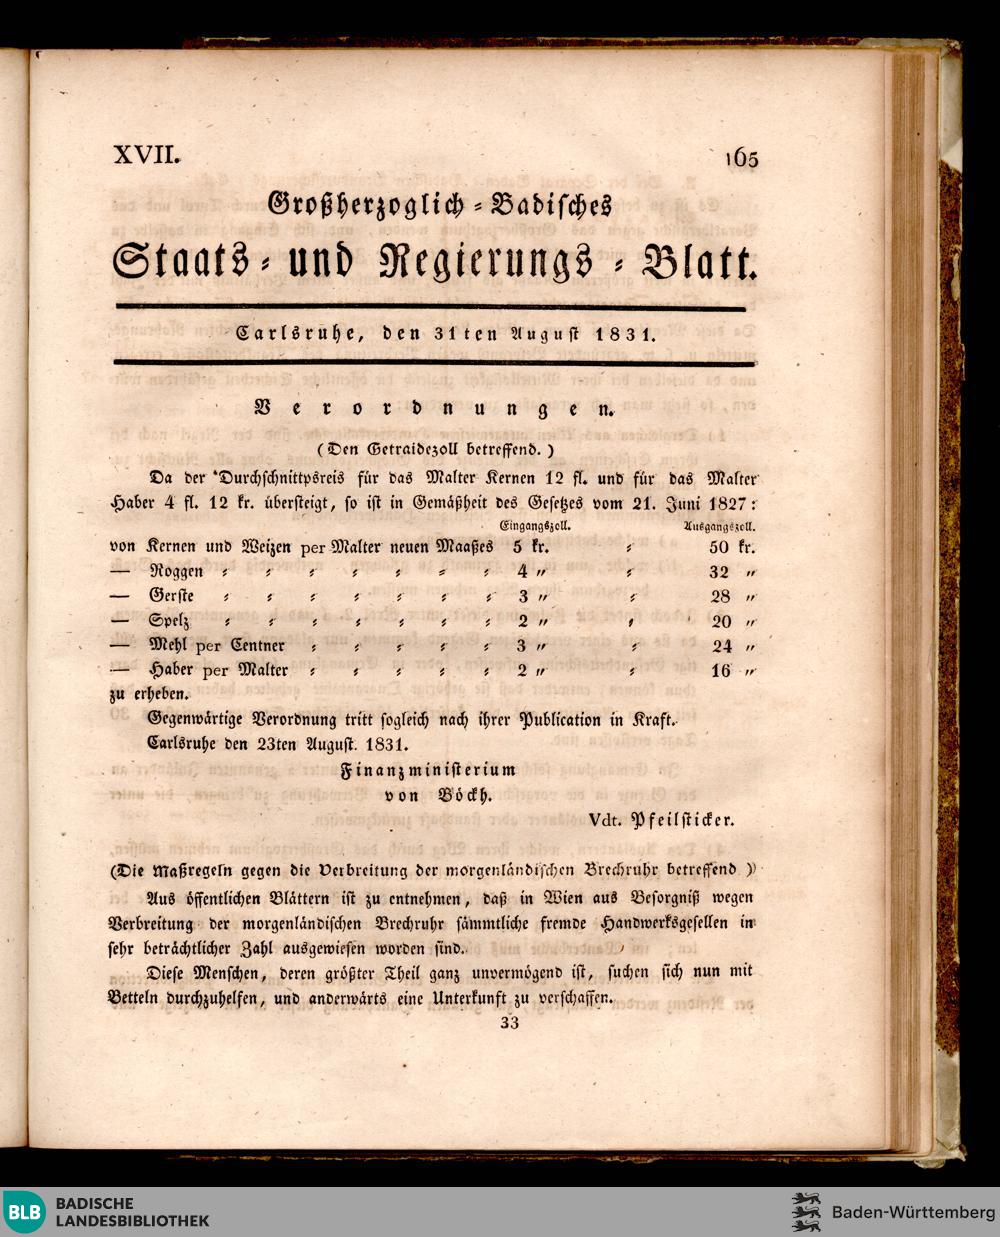 XVII. 165
Großherzoglich-Badisches
Staats- und Regierungs-Blatt.
Carlsruhe, den 31ten August 1831.
Verordnungen.
(Den Getraidezoll betreffend.)
Da der Durchschnittpsreis für das Malter Kernen 12 fl. und für das Malter
Haber 4 fl. 12 kr. übersteigt, so ist in Gemäßheit des Gesetzes vom 21. Juni 1827:
Eingangszoll. Ausgangszoll.
von Kernen und Weizen per Malter neuen Maaßes 5 kr. = 50 kr.
— Roggen = = = = = = = 4 „ = 32 „
— Gerste = = = = = = = 3 „ = 28 „
— Spelz = = = = = = = 2 „ = 20 „
— Mehl per Centner = = = = = 3 „ = 24 „
— Haber per Malter = = = = = 2 „ = 16 „
zu erheben.
Gegenwärtige Verordnung tritt sogleich nach ihrer Publication in Kraft.
Carlsruhe den 23ten August. 1831.
Finanzministerium
von Böckh.
Vdt. Pfeilsticker.
(Die Maßregeln gegen die Verbreitung der morgenländischen Brechruhr betreffend )
Aus öffentlichen Blättern ist zu entnehmen, daß in Wien aus Besorgniß wegen
Verbreitung der morgenländischen Brechruhr sämmtliche fremde Handwerksgesellen in
sehr beträchtlicher Zahl ausgewiesen worden sind.
Diese Menschen, deren größter Theil ganz unvermögend ist, suchen sich nun mit
Betteln durchzuhelfen, und anderwärts eine Unterkunft zu verschaffen.
33
BLB BADISCHE
LANDESBIBLIOTHEK
Baden-Württemberg